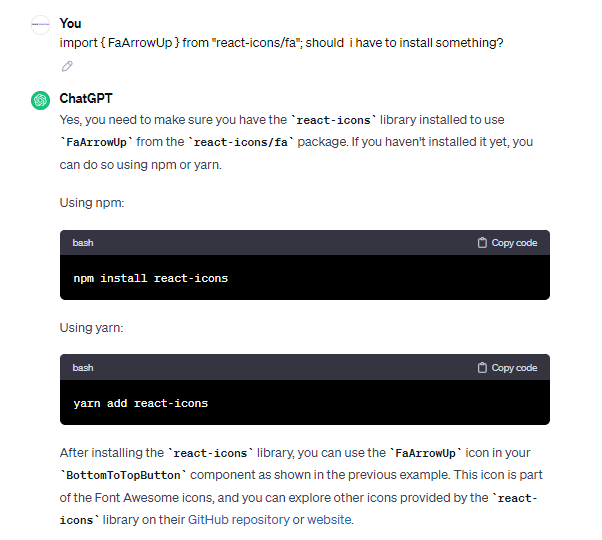 You
import { FaArrowUp } from "react-icons/fa"; should  i have to install something?
ChatGPT
Yes, you need to make sure you have the `react-icons` library installed to use
`FaArrowUp` from the `react-icons/fa` package. If you haven't installed it yet, you
can do so using npm or yarn.
Using npm:
bash
Copy code
npm install react-icons
Using yarn:
bash
Copy code
yarn add react-icons
After installing the `react-icons` library, you can use the `FaArrowUp` icon in your
`BottomToTopButton` component as shown in the previous example. This icon is part
of the Font Awesome icons, and you can explore other icons provided by the `react-
icons` library on their GitHub repository or website.